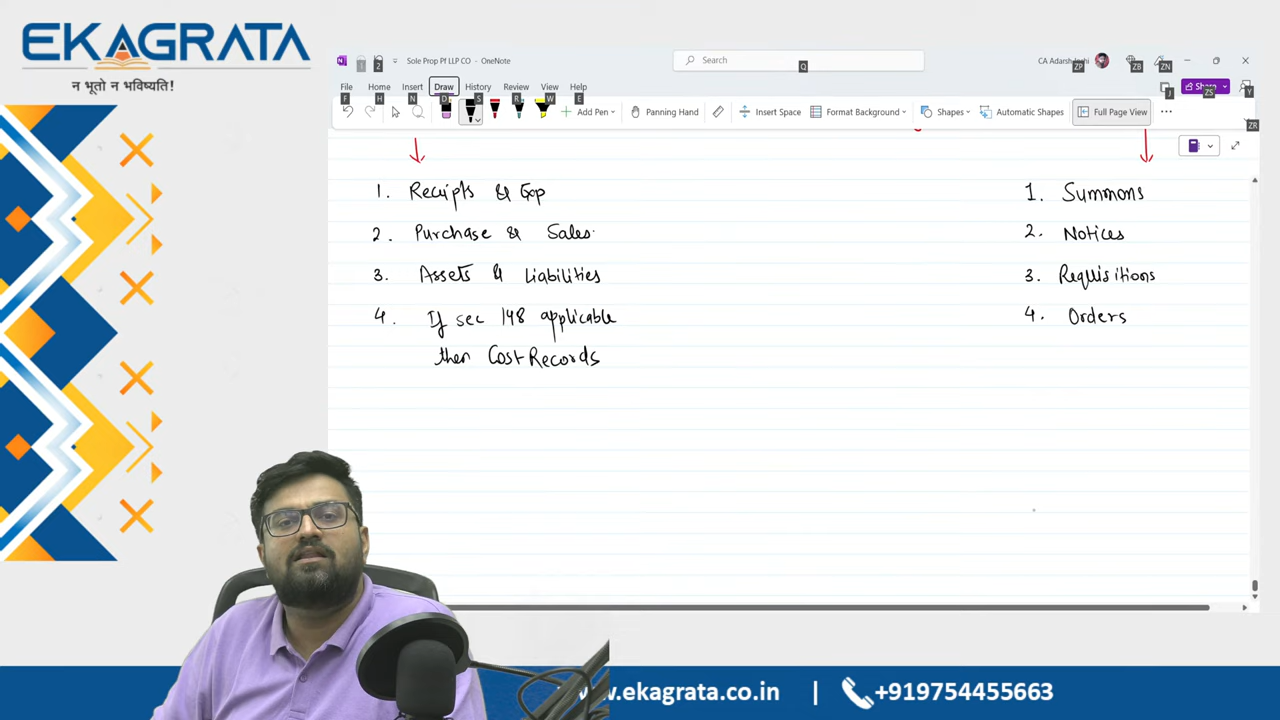 EKAGRATA
न भूतो न भविष्यति!
Sole Prop Pf LLP CO - OneNote
Search
CA Adarsh Joshi
File Home Insert Draw History Review View Help
Share
Add Pen
Panning Hand
Insert Space
Format Background
Shapes
Automatic Shapes
Full Page View
1. Receipts & Exp
2. Purchase & Sales
3. Assets & Liabilities
4. If sec 148 applicable
then Cost Records
1. Summons
2. Notices
3. Requisitions
4. Orders
www.ekagrata.co.in | +919754455663